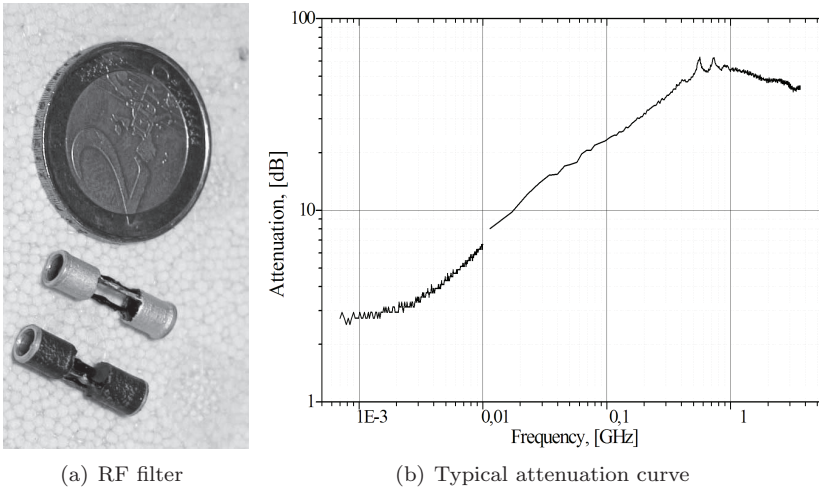 100
10
1
Attenuation, [dB]
1E-3 0,01 0,1 1
Frequency, [GHz]
(a) RF filter
(b) Typical attenuation curve